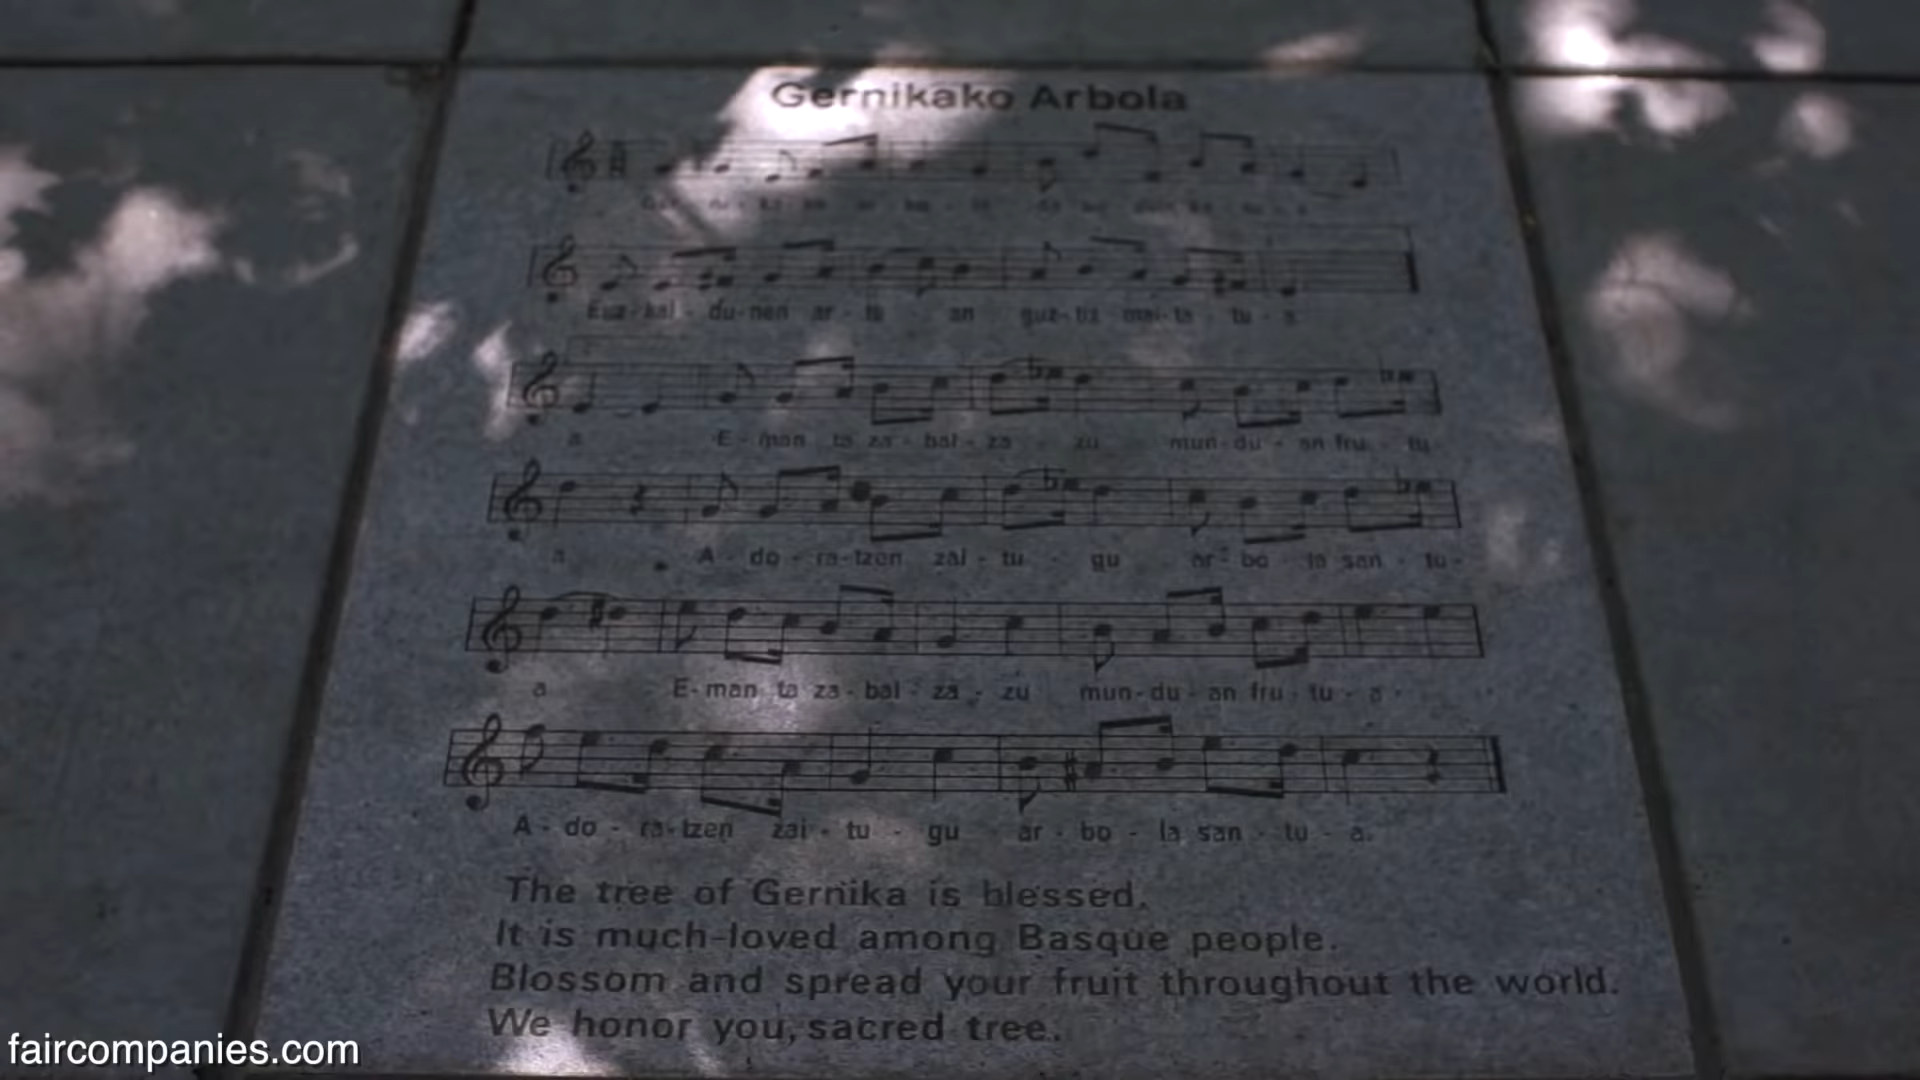 Gernikako Arbola
Euz-kal-du-nen ar-te an guz-tiz mai-ta-tu-a
a E-man ta za-bal-za zu mun-du-an fru-tu-
a A-do-ra-tzen zai-tu-gu ar-bo la san-tu-
a E-man ta za-bal-za-zu mun-du-an fru-tu-a-
A-do-ra-tzen zai-tu-gu ar-bo-la san-tu-a.
The tree of Gernika is blessed.
It is much-loved among Basque people.
Blossom and spread your fruit throughout the world.
We honor you, sacred tree.
faircompanies.com